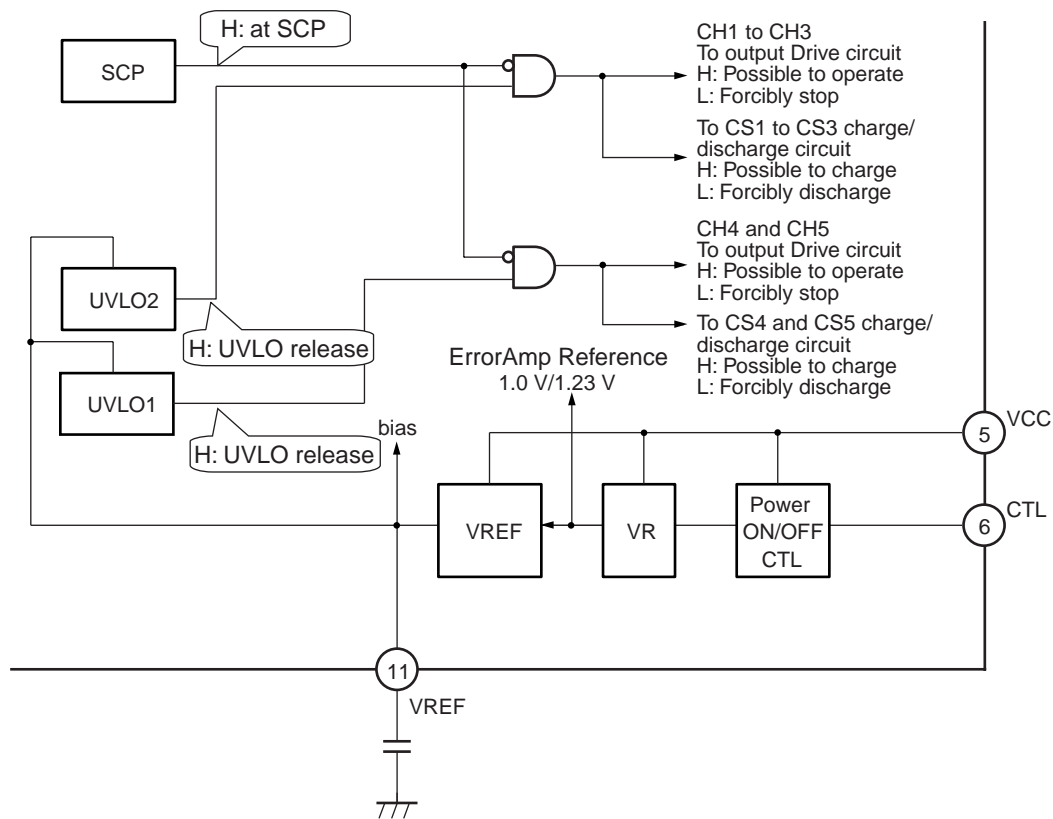 H: at SCP
SCP
CH1 to CH3
To output Drive circuit
H: Possible to operate
L: Forcibly stop
To CS1 to CS3 charge/
discharge circuit
H: Possible to charge
L: Forcibly discharge
CH4 and CH5
To output Drive circuit
H: Possible to operate
L: Forcibly stop
To CS4 and CS5 charge/
discharge circuit
H: Possible to charge
L: Forcibly discharge
UVLO2
H: UVLO release
UVLO1
H: UVLO release
ErrorAmp Reference
1.0 V/1.23 V
bias
5
VCC
VREF
VR
Power
ON/OFF
CTL
6
CTL
11
VREF